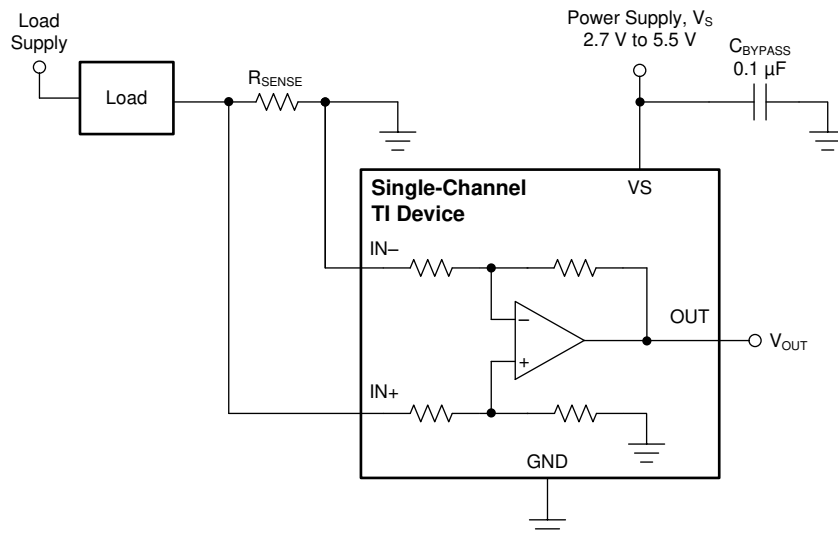 Load
Supply
Load
RSENSE
Power Supply, VS
2.7 V to 5.5 V
CBYPASS
0.1 µF
Single-Channel
TI Device
VS
IN–
–
+
OUT
VOUT
IN+
GND